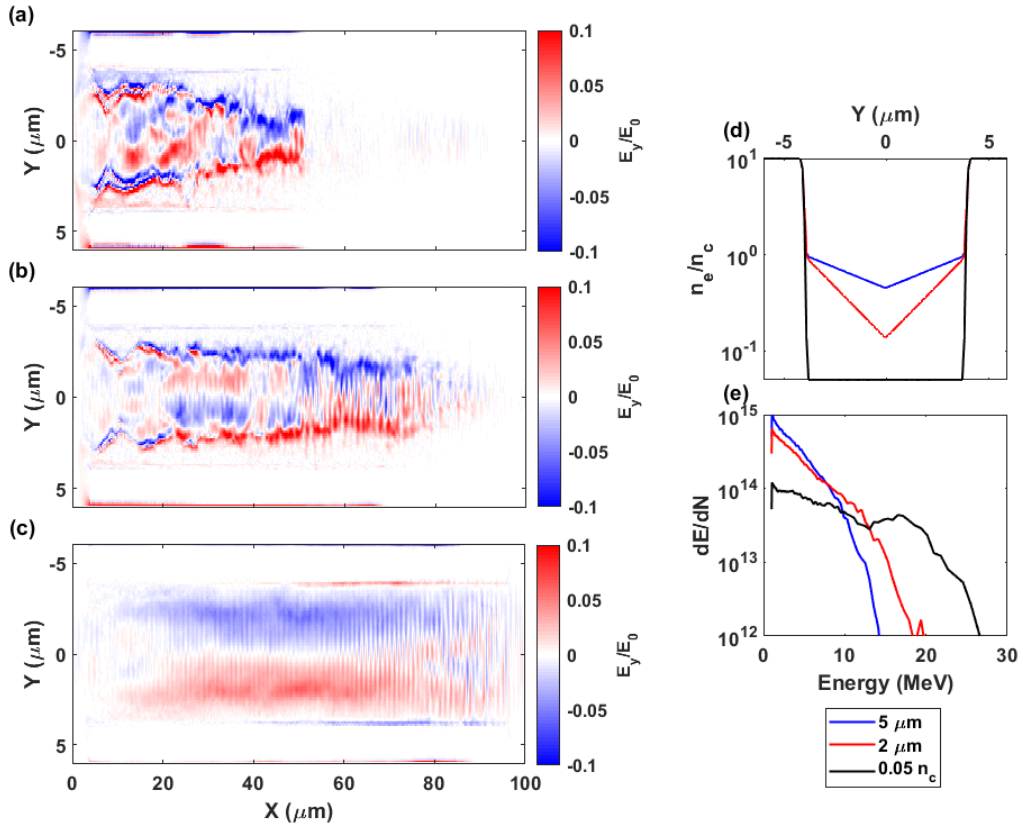 (a)
-5
0
5
Y (μm)
0.1
0.05
0
-0.05
-0.1
E_y/E_0
(b)
-5
0
5
Y (μm)
0.1
0.05
0
-0.05
-0.1
E_y/E_0
(c)
-5
0
5
Y (μm)
0
20
40
60
80
100
X (μm)
0.1
0.05
0
-0.05
-0.1
E_y/E_0
Y (μm)
(d)
-5
0
5
10^1
10^0
10^-1
n_e/n_c
(e)
10^15
10^14
10^13
10^12
dE/dN
0
10
20
30
Energy (MeV)
5 μm
2 μm
0.05 n_c